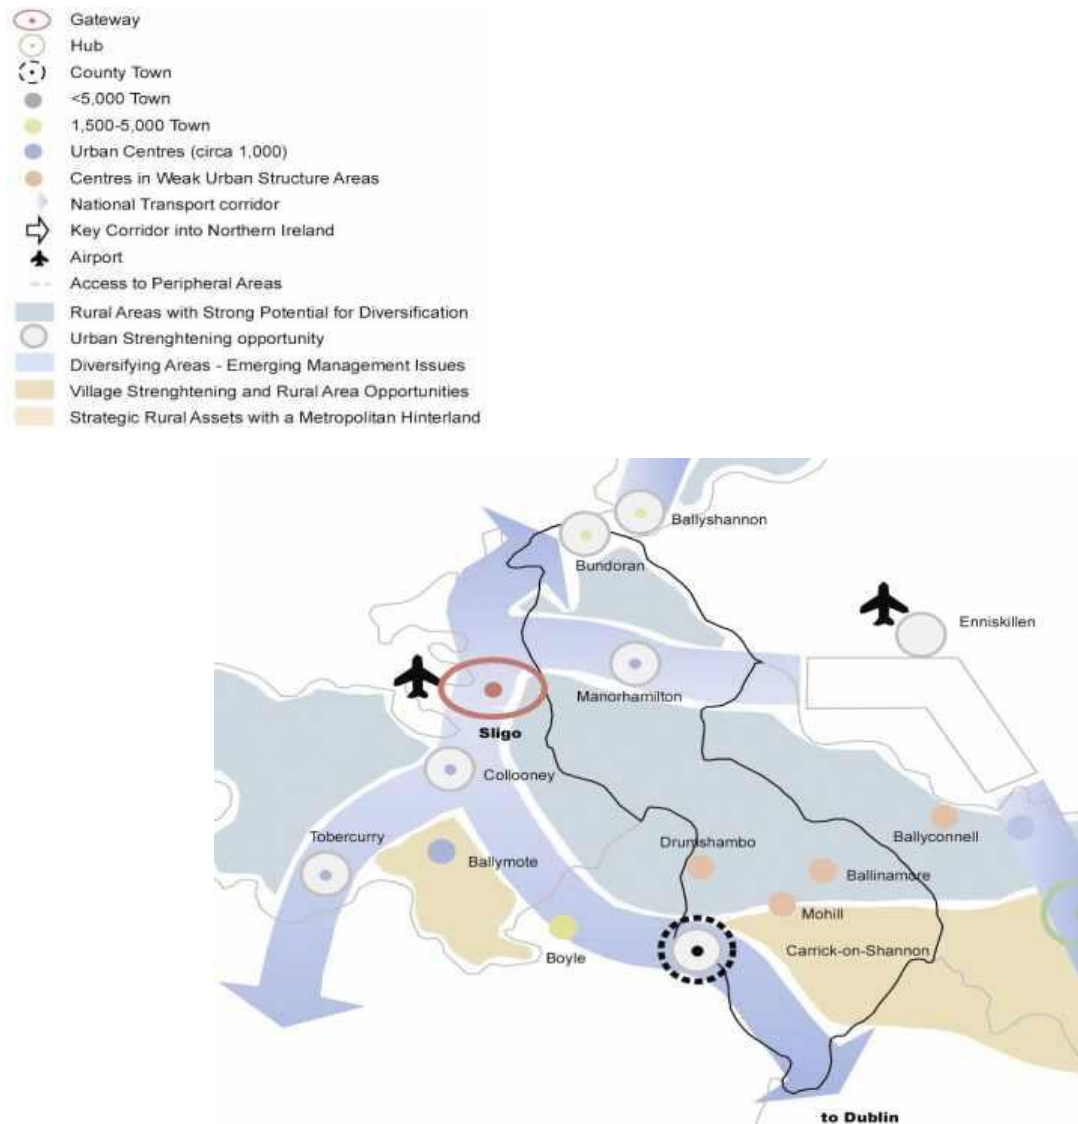 Gateway
Hub
County Town
<5,000 Town
1,500-5,000 Town
Urban Centres (circa 1,000)
Centres in Weak Urban Structure Areas
National Transport corridor
Key Corridor into Northern Ireland
Airport
Access to Peripheral Areas
Rural Areas with Strong Potential for Diversification
Urban Strenghtening opportunity
Diversifying Areas - Emerging Management Issues
Village Strenghtening and Rural Area Opportunities
Strategic Rural Assets with a Metropolitan Hinterland
Ballyshannon
Bundoran
Enniskillen
Manorhamilton
Sligo
Collooney
Tobercurry
Ballymote
Drumshambo
Ballyconnell
Ballinamore
Mohill
Boyle
Carrick-on-Shannon
to Dublin